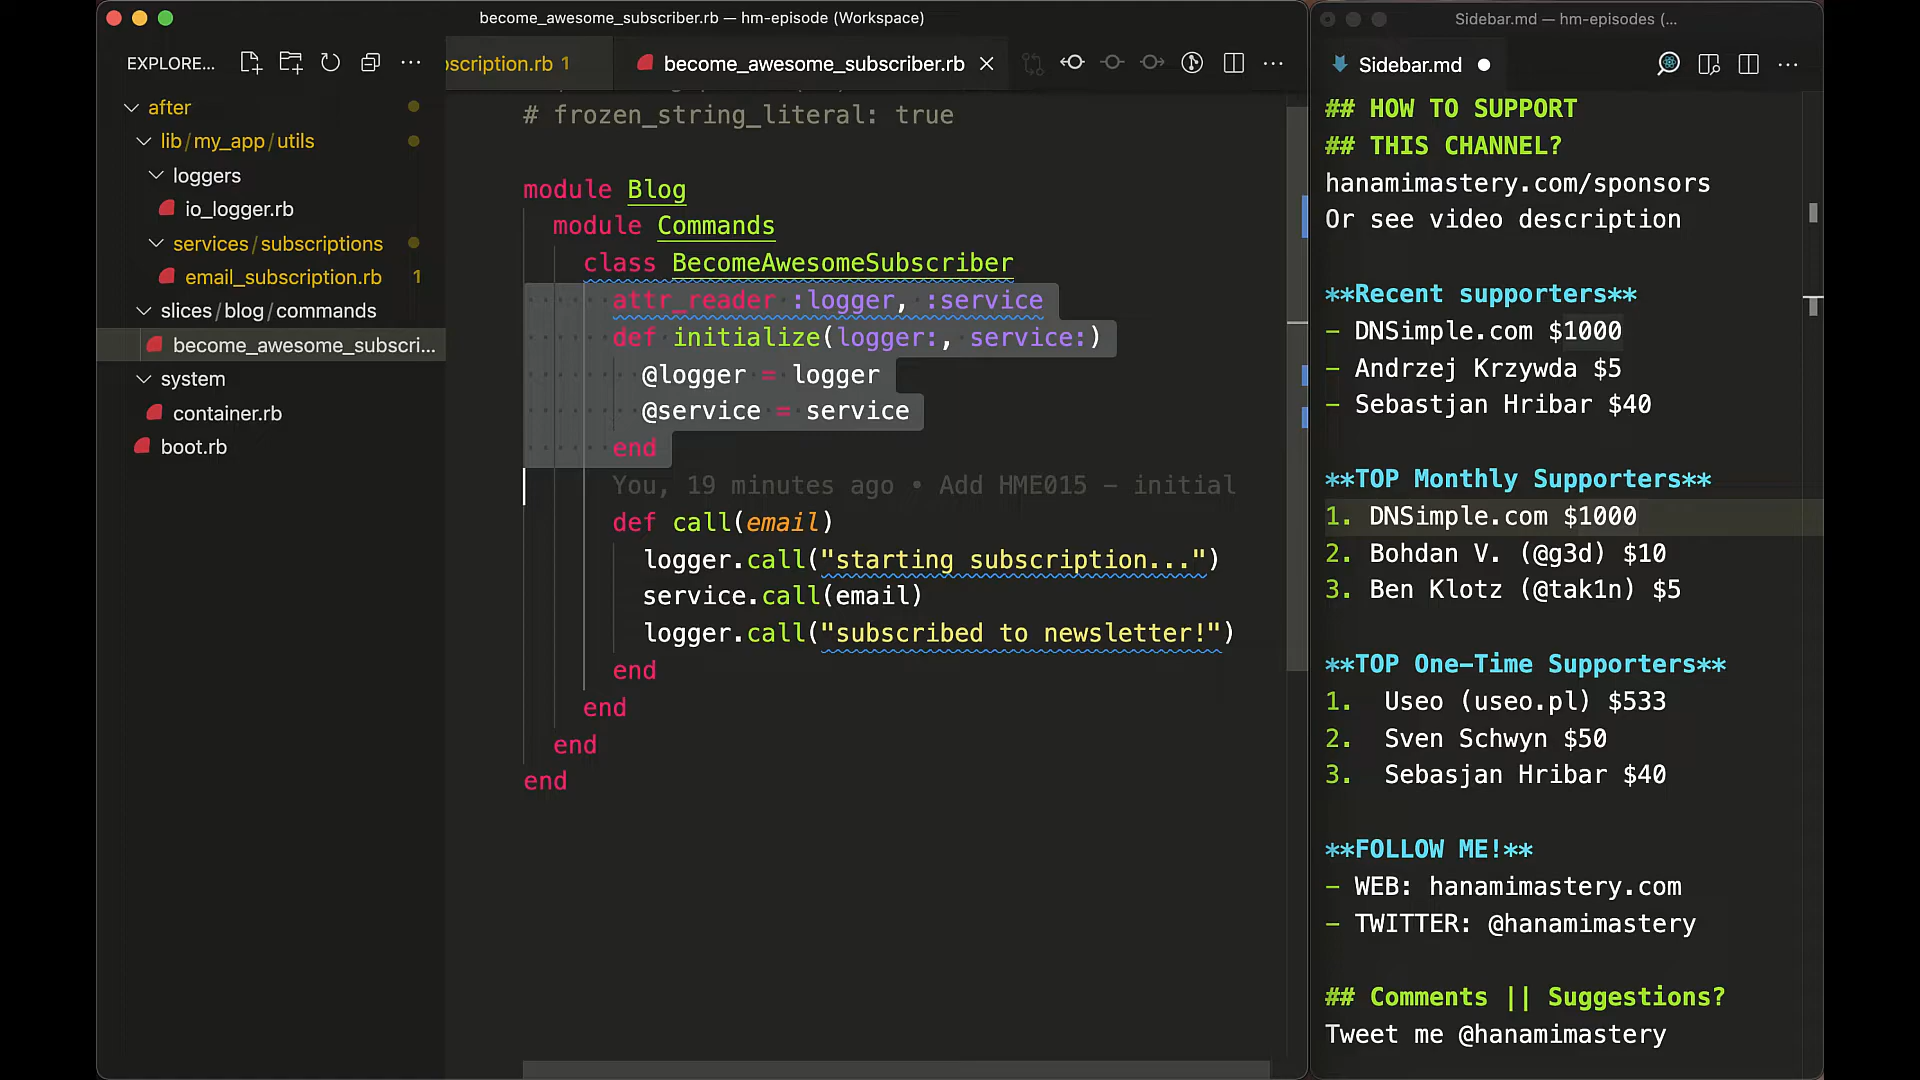 become_awesome_subscriber.rb — hm-episode (Workspace)
EXPLORE...
after
lib/my_app/utils
loggers
io_logger.rb
services/subscriptions
email_subscription.rb 1
slices/blog/commands
become_awesome_subscri...
system
container.rb
boot.rb
bscription.rb 1
become_awesome_subscriber.rb
# frozen_string_literal: true
module Blog
module Commands
class BecomeAwesomeSubscriber
attr_reader :logger, :service
def initialize(logger:, service:)
@logger = logger
@service = service
end
You, 19 minutes ago • Add HME015 – initial
def call(email)
logger.call("starting subscription...")
service.call(email)
logger.call("subscribed to newsletter!")
end
end
end
end
Sidebar.md — hm-episodes (...
Sidebar.md
## HOW TO SUPPORT
## THIS CHANNEL?
hanamimastery.com/sponsors
Or see video description
**Recent supporters**
- DNSimple.com $1000
- Andrzej Krzywda $5
- Sebastjan Hribar $40
**TOP Monthly Supporters**
1. DNSimple.com $1000
2. Bohdan V. (@g3d) $10
3. Ben Klotz (@tak1n) $5
**TOP One-Time Supporters**
1. Useo (useo.pl) $533
2. Sven Schwyn $50
3. Sebasjan Hribar $40
**FOLLOW ME!**
- WEB: hanamimastery.com
- TWITTER: @hanamimastery
## Comments || Suggestions?
Tweet me @hanamimastery